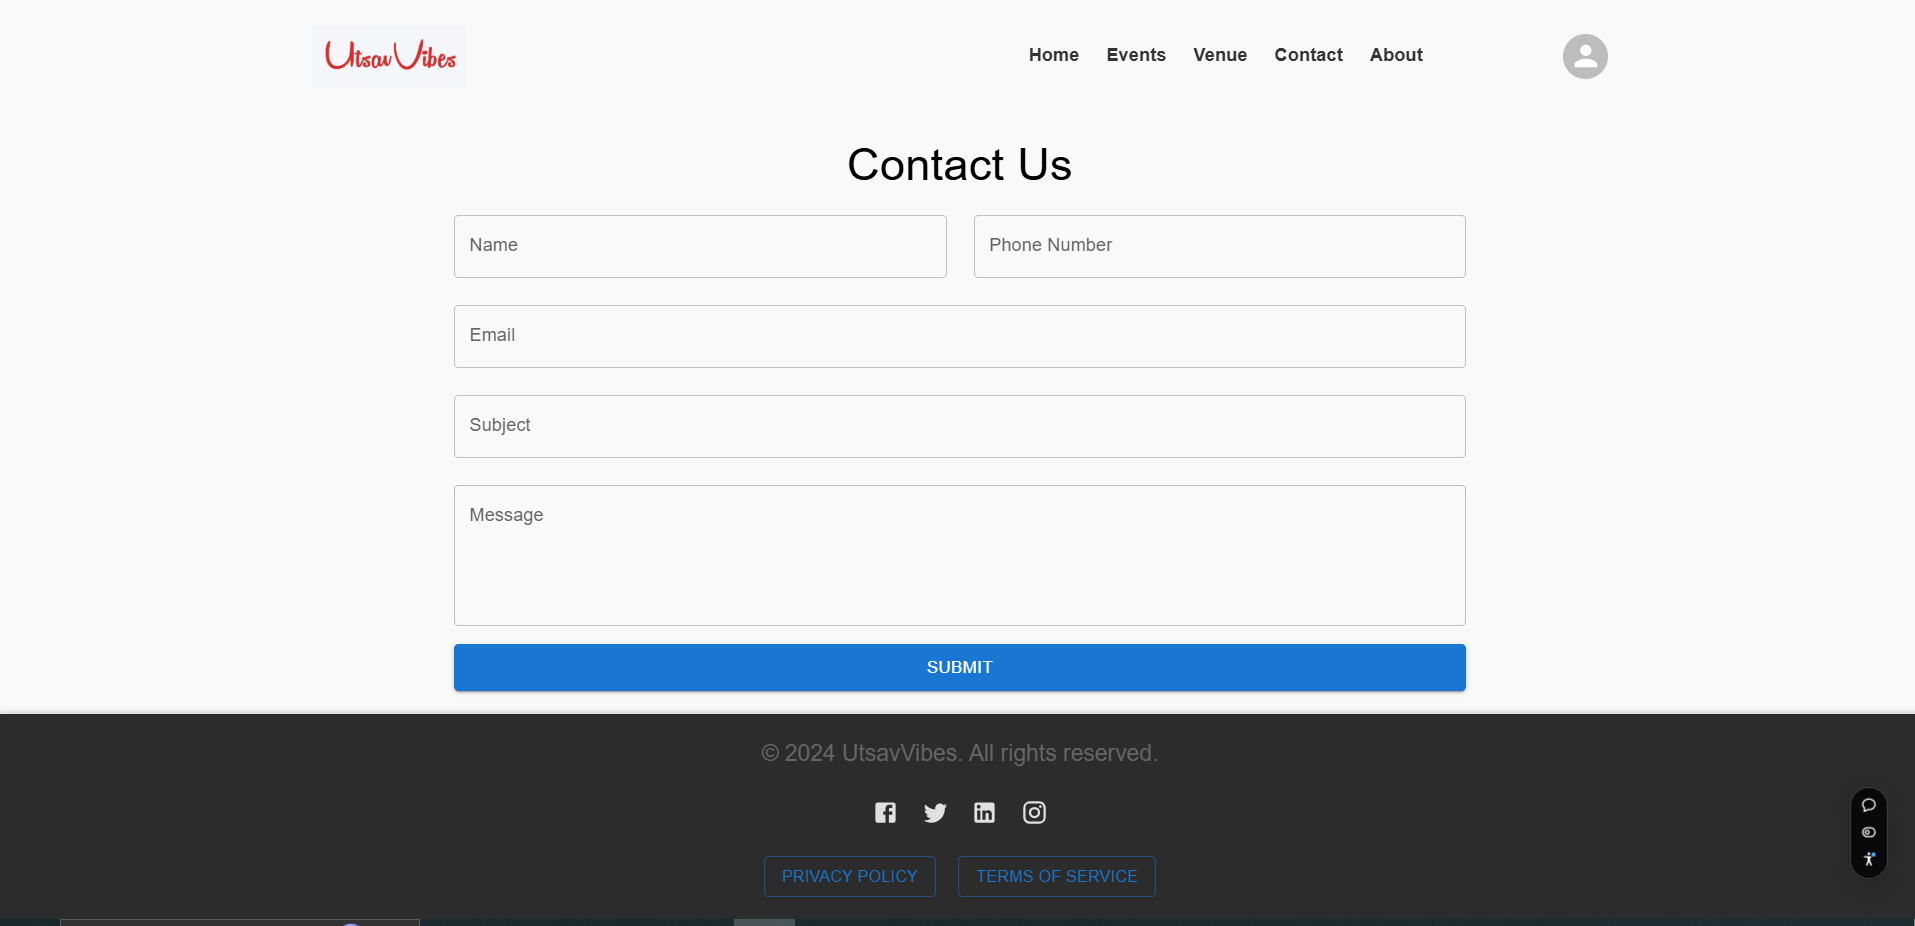 UtsavVibes
Home Events Venue Contact About
Contact Us
Name Phone Number
Email
Subject
Message
SUBMIT
© 2024 UtsavVibes. All rights reserved.
PRIVACY POLICY TERMS OF SERVICE